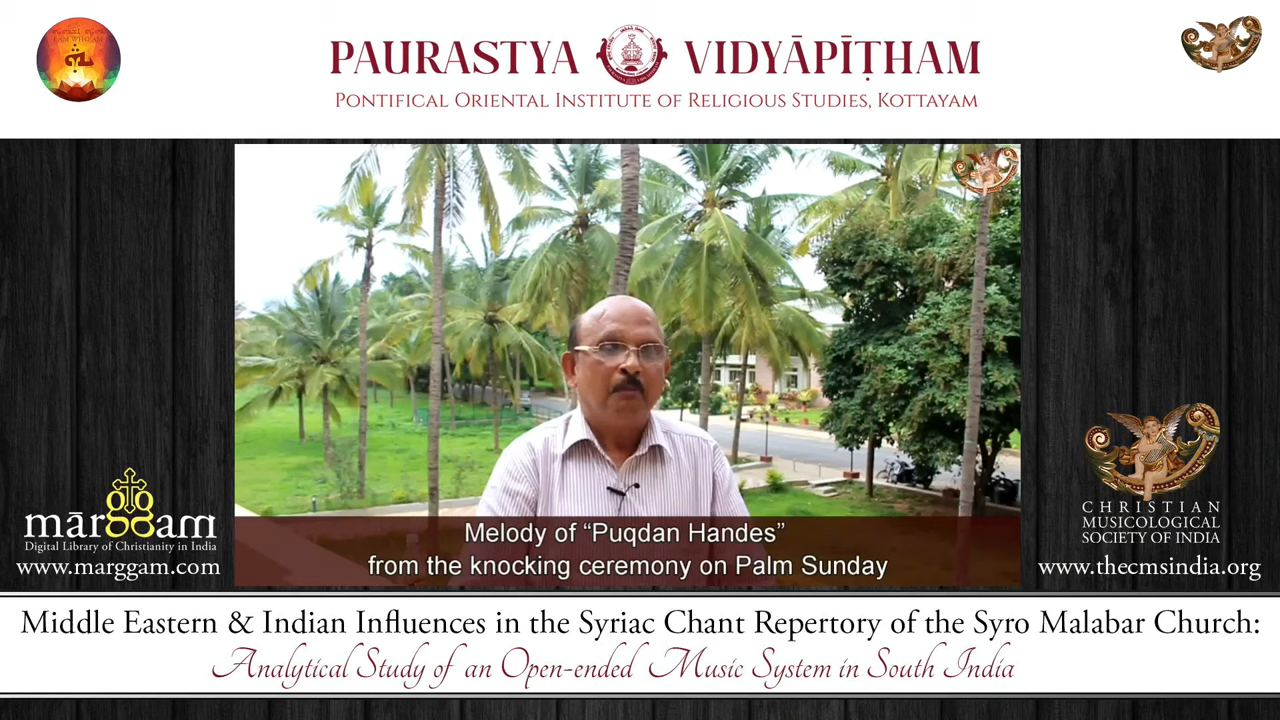 PAURASTYA VIDYĀPĪṬHAM
PONTIFICAL ORIENTAL INSTITUTE OF RELIGIOUS STUDIES, KOTTAYAM
Melody of “Puqdan Handes”
from the knocking ceremony on Palm Sunday
mārggam
Digital Library of Christianity in India
www.marggam.com
CHRISTIAN
MUSICOLOGICAL
SOCIETY OF INDIA
www.thecmsindia.org
Middle Eastern & Indian Influences in the Syriac Chant Repertory of the Syro Malabar Church:
Analytical Study of an Open-ended Music System in South India